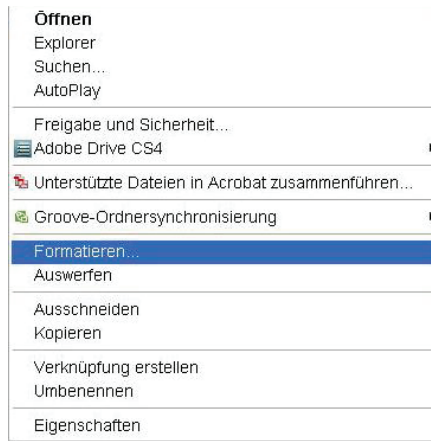 Öffnen
Explorer
Suchen...
AutoPlay
Freigabe und Sicherheit...
Adobe Drive CS4
Unterstützte Dateien in Acrobat zusammenführen...
Groove-Ordnersynchronisierung
Formatieren...
Auswerfen
Ausschneiden
Kopieren
Verknüpfung erstellen
Umbenennen
Eigenschaften